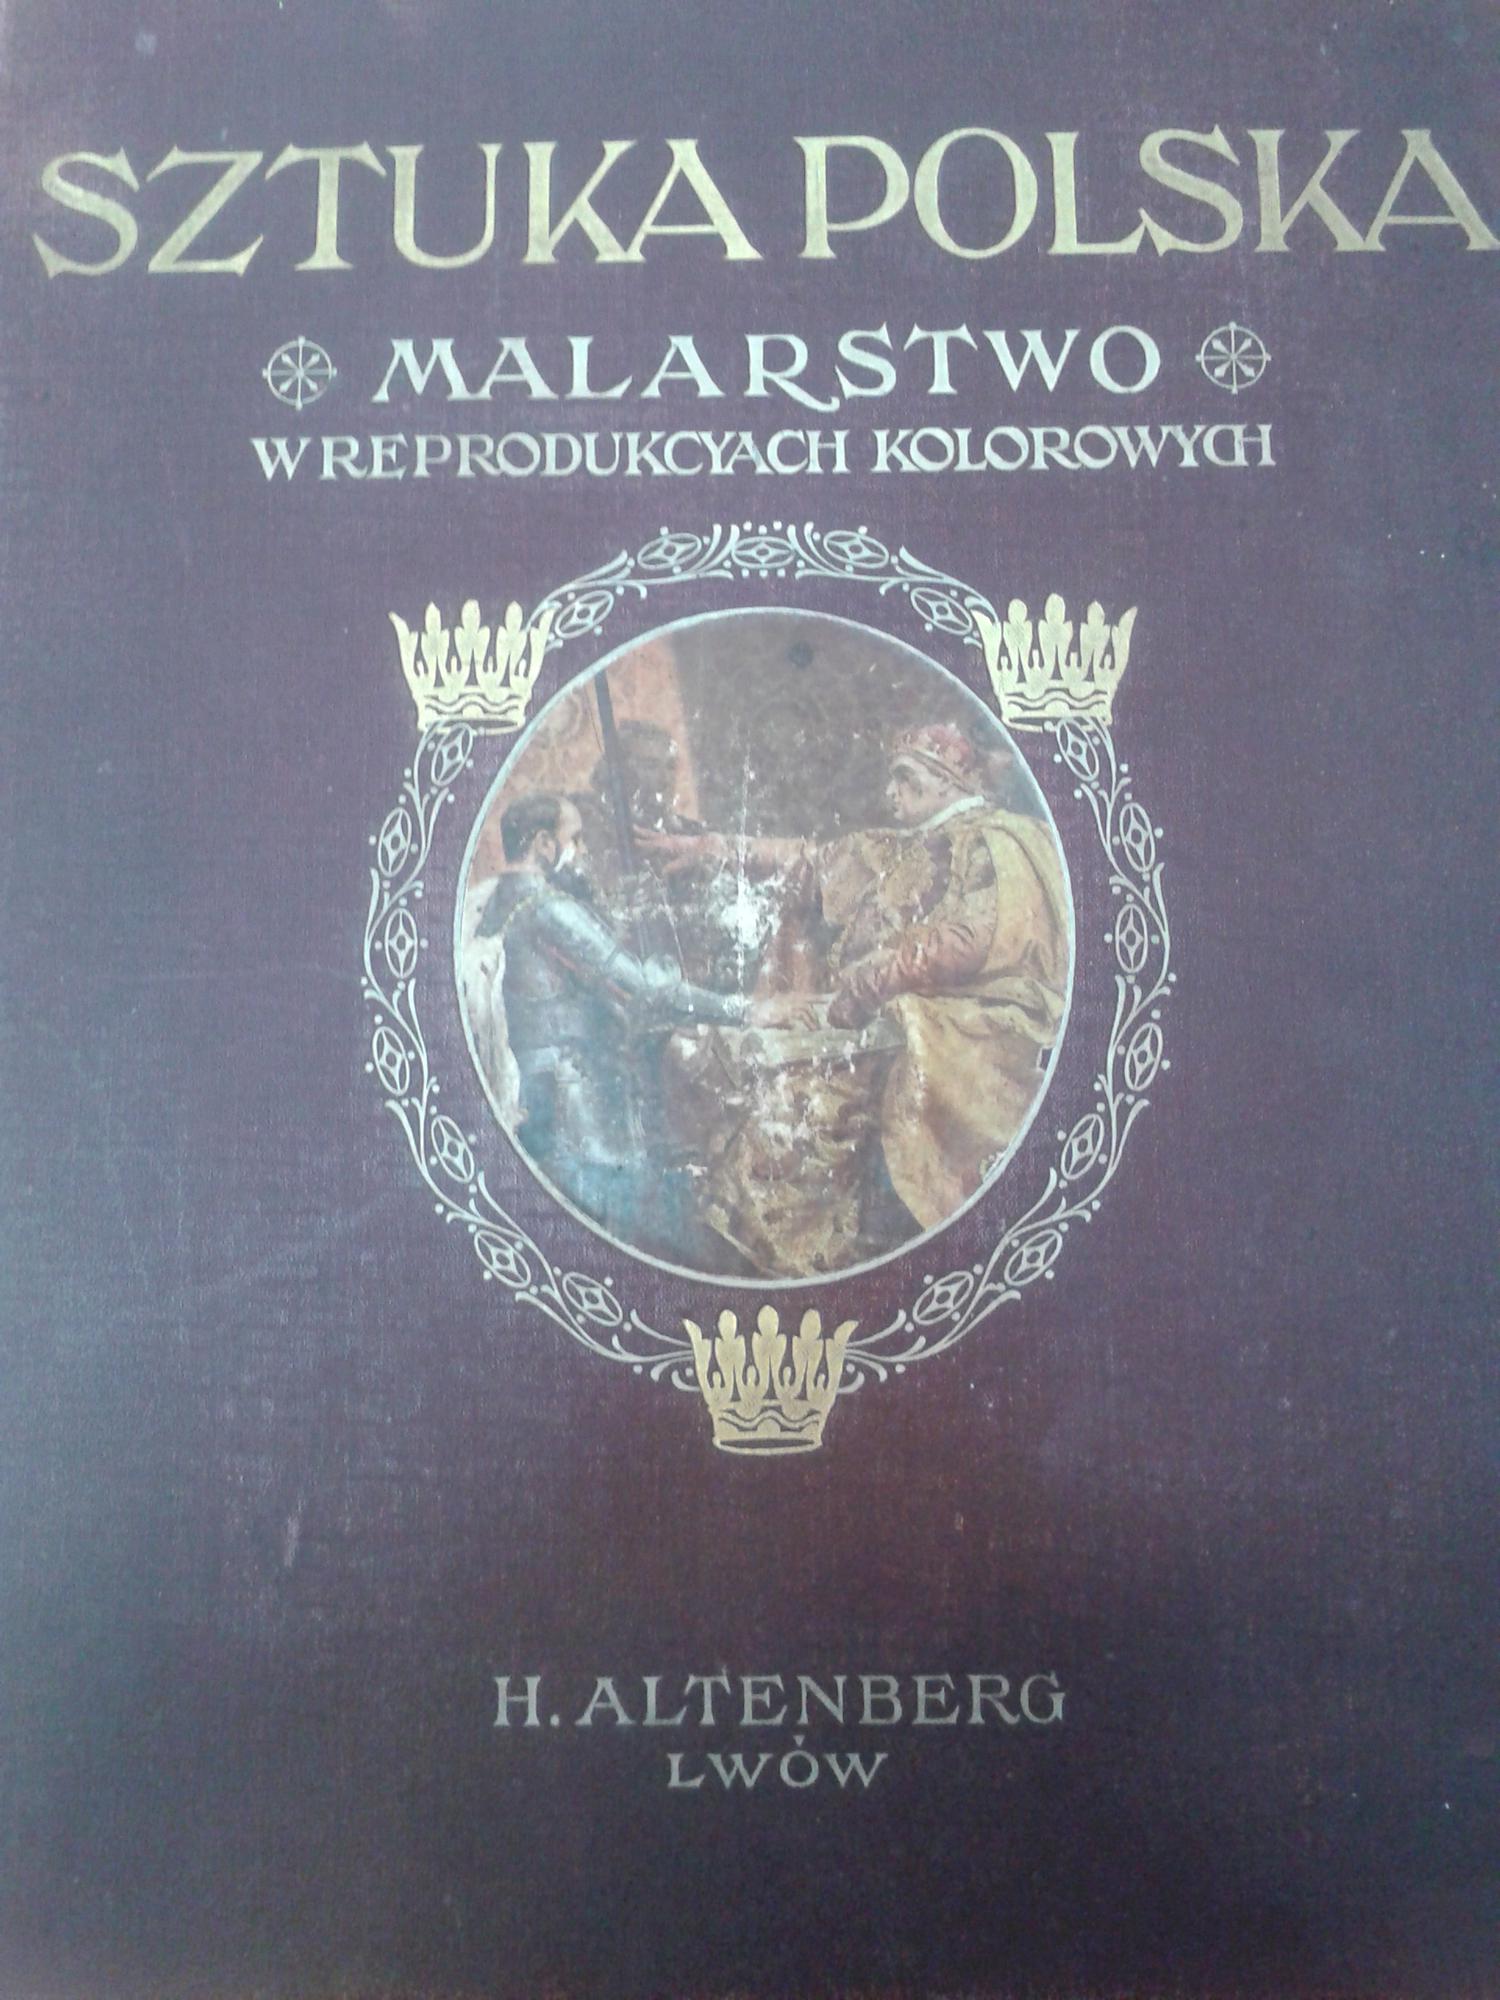 SZTUKA POLSKA
MALARSTWO
W REPRODUKCYACH KOLOROWYCH
H. ALTENBERG
LWÓW